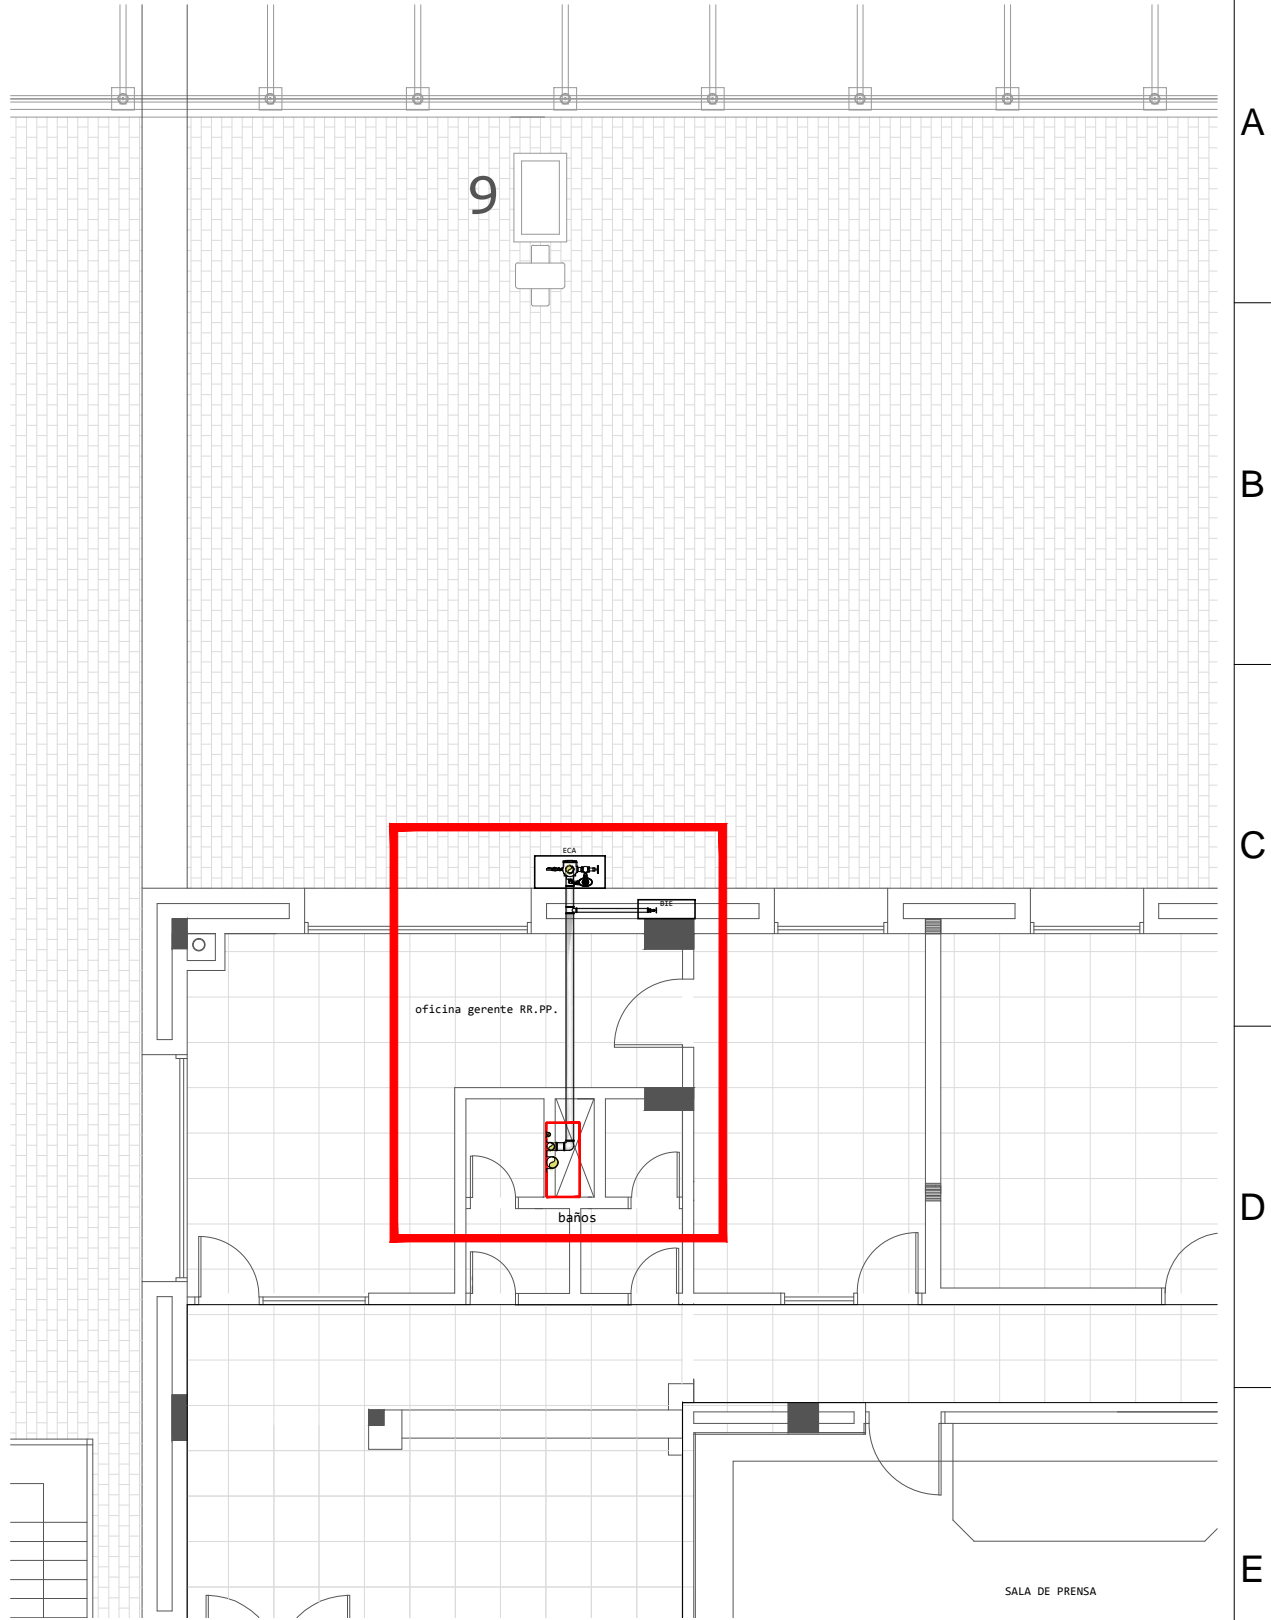 A
9
B
C
ECA
BIE
oficina gerente RR.PP.
D
baños
E
SALA DE PRENSA